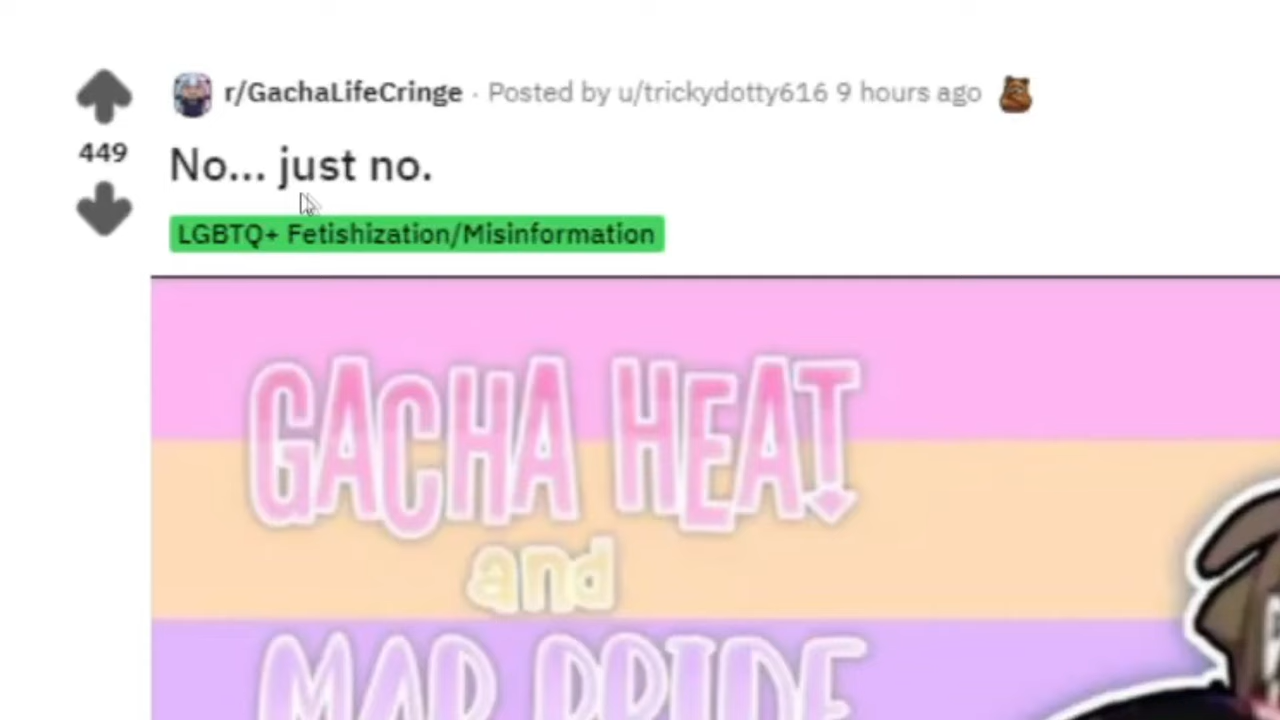 r/GachaLifeCringe · Posted by u/trickydotty616 9 hours ago
449
No... just no.
LGBTQ+ Fetishization/Misinformation
GACHA HEAT
and
MAP PRIDE